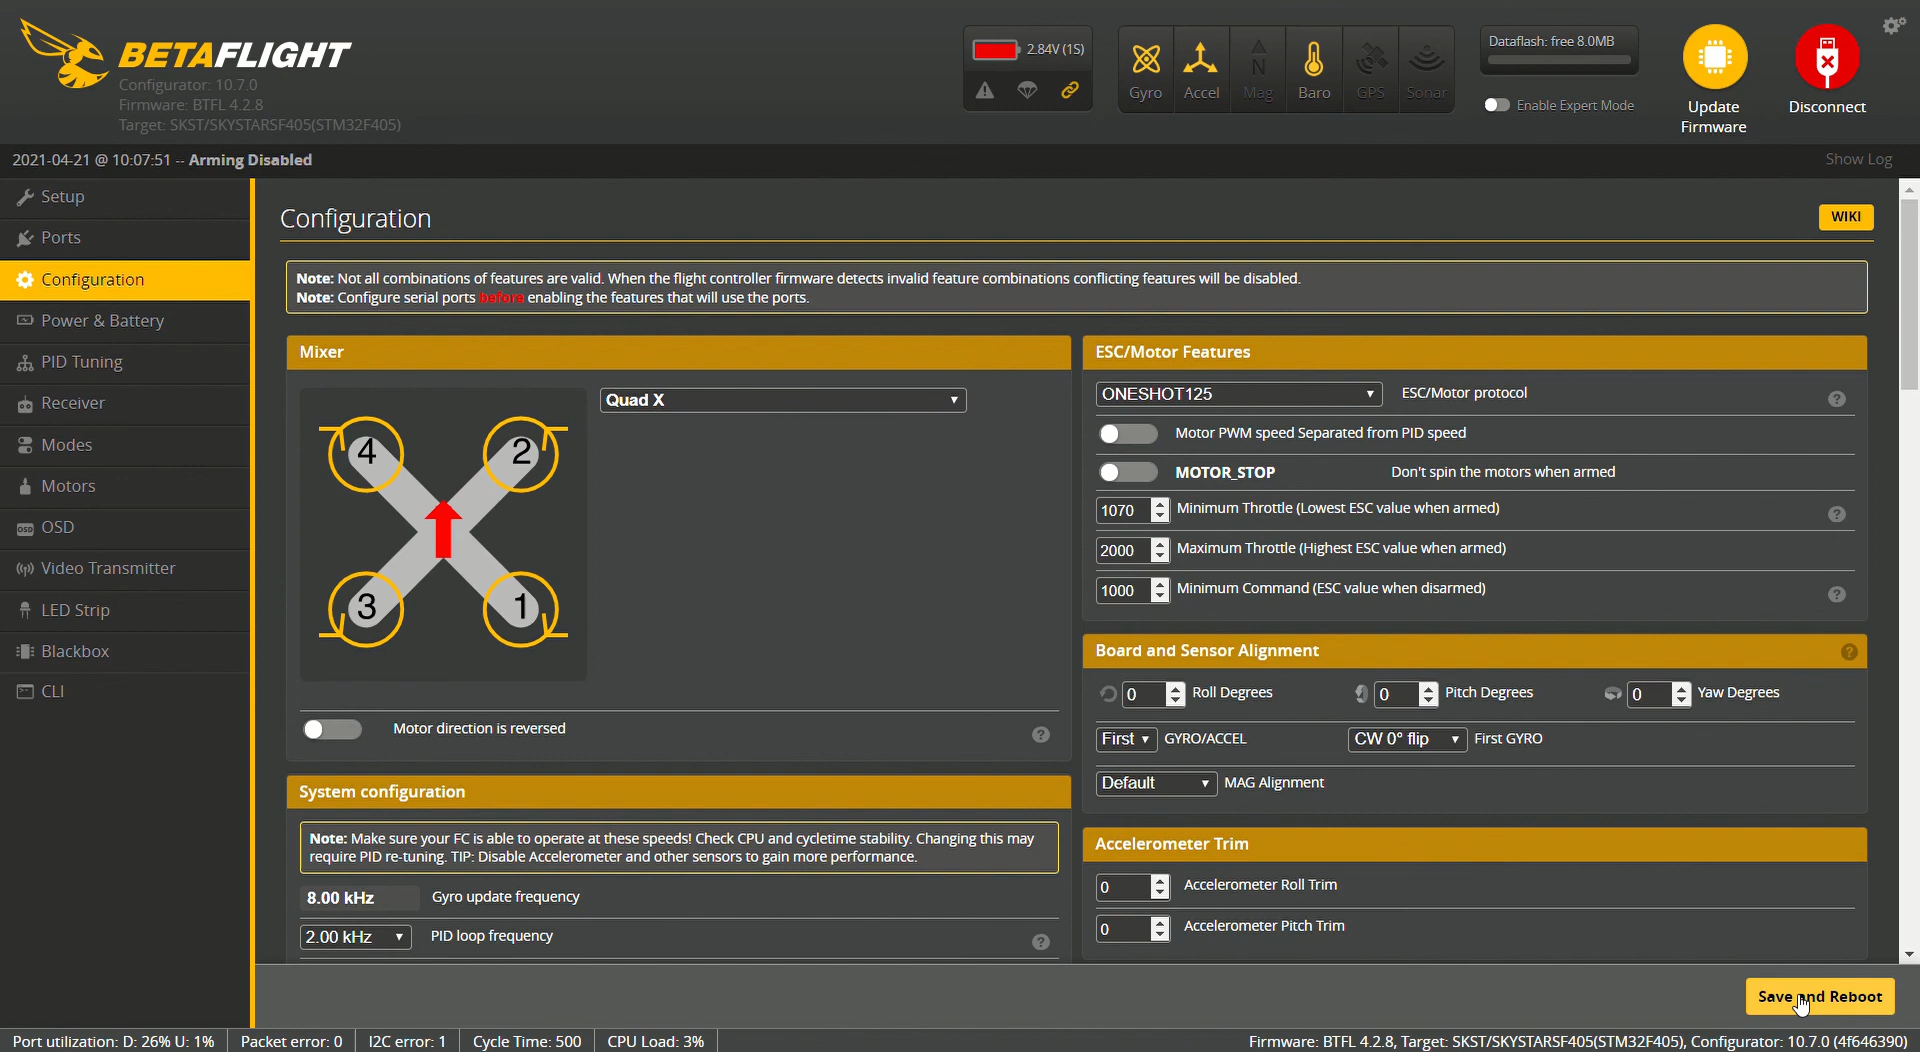 BETAFLIGHT
Configurator: 10.7.0
Firmware: BTFL 4.2.8
Target: SKST/SKYSTARSF405(STM32F405)
2.84V (1S)
Gyro
Accel
Mag
Baro
GPS
Sonar
Dataflash: free 8.0MB
Enable Expert Mode
Update
Firmware
Disconnect
2021-04-21 @ 10:07:51 -- Arming Disabled
Show Log
Setup
Ports
Configuration
Power & Battery
PID Tuning
Receiver
Modes
Motors
OSD
OSD
Video Transmitter
LED Strip
Blackbox
CLI
Configuration
WIKI
Note: Not all combinations of features are valid. When the flight controller firmware detects invalid feature combinations conflicting features will be disabled.
Note: Configure serial ports before enabling the features that will use the ports.
Mixer
Quad X
4
2
3
1
Motor direction is reversed
?
System configuration
Note: Make sure your FC is able to operate at these speeds! Check CPU and cycletime stability. Changing this may
require PID re-tuning. TIP: Disable Accelerometer and other sensors to gain more performance.
8.00 kHz Gyro update frequency
2.00 kHz PID loop frequency
?
ESC/Motor Features
ONESHOT125 ESC/Motor protocol
?
Motor PWM speed Separated from PID speed
MOTOR_STOP Don't spin the motors when armed
1070 Minimum Throttle (Lowest ESC value when armed)
?
2000 Maximum Throttle (Highest ESC value when armed)
1000 Minimum Command (ESC value when disarmed)
?
Board and Sensor Alignment
?
0 Roll Degrees
0 Pitch Degrees
0 Yaw Degrees
First GYRO/ACCEL
CW 0° flip First GYRO
Default MAG Alignment
Accelerometer Trim
0 Accelerometer Roll Trim
0 Accelerometer Pitch Trim
Save and Reboot
Port utilization: D: 26% U: 1%
Packet error: 0
I2C error: 1
Cycle Time: 500
CPU Load: 3%
Firmware: BTFL 4.2.8, Target: SKST/SKYSTARSF405(STM32F405), Configurator: 10.7.0 (4f646390)